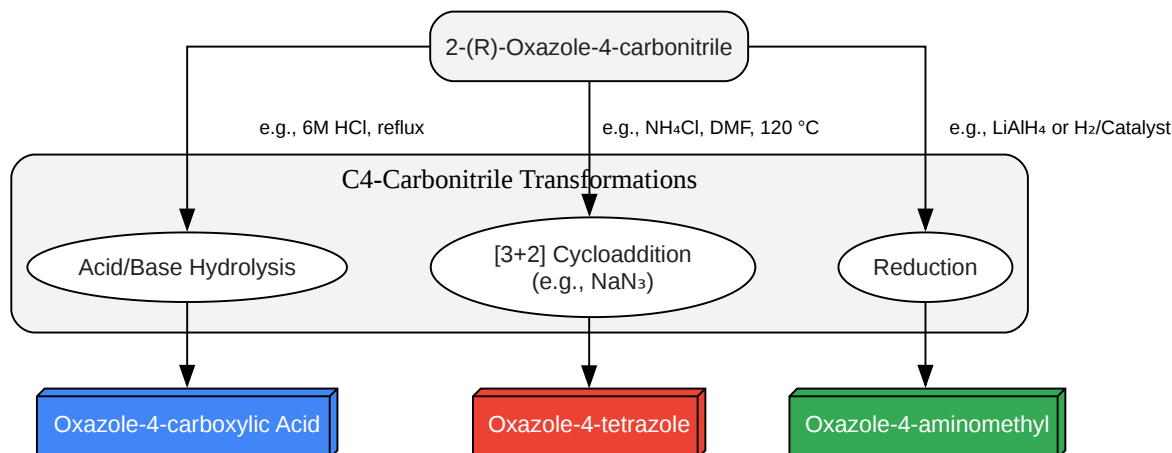 2-(R)-Oxazole-4-carbonitrile
e.g., 6M HCl, reflux
e.g., NH₄Cl, DMF, 120 °C
e.g., LiAlH₄ or H₂/Catalyst
C4-Carbonitrile Transformations
Acid/Base Hydrolysis
[3+2] Cycloaddition
(e.g., NaN₃)
Reduction
Oxazole-4-carboxylic Acid
Oxazole-4-tetrazole
Oxazole-4-aminomethyl